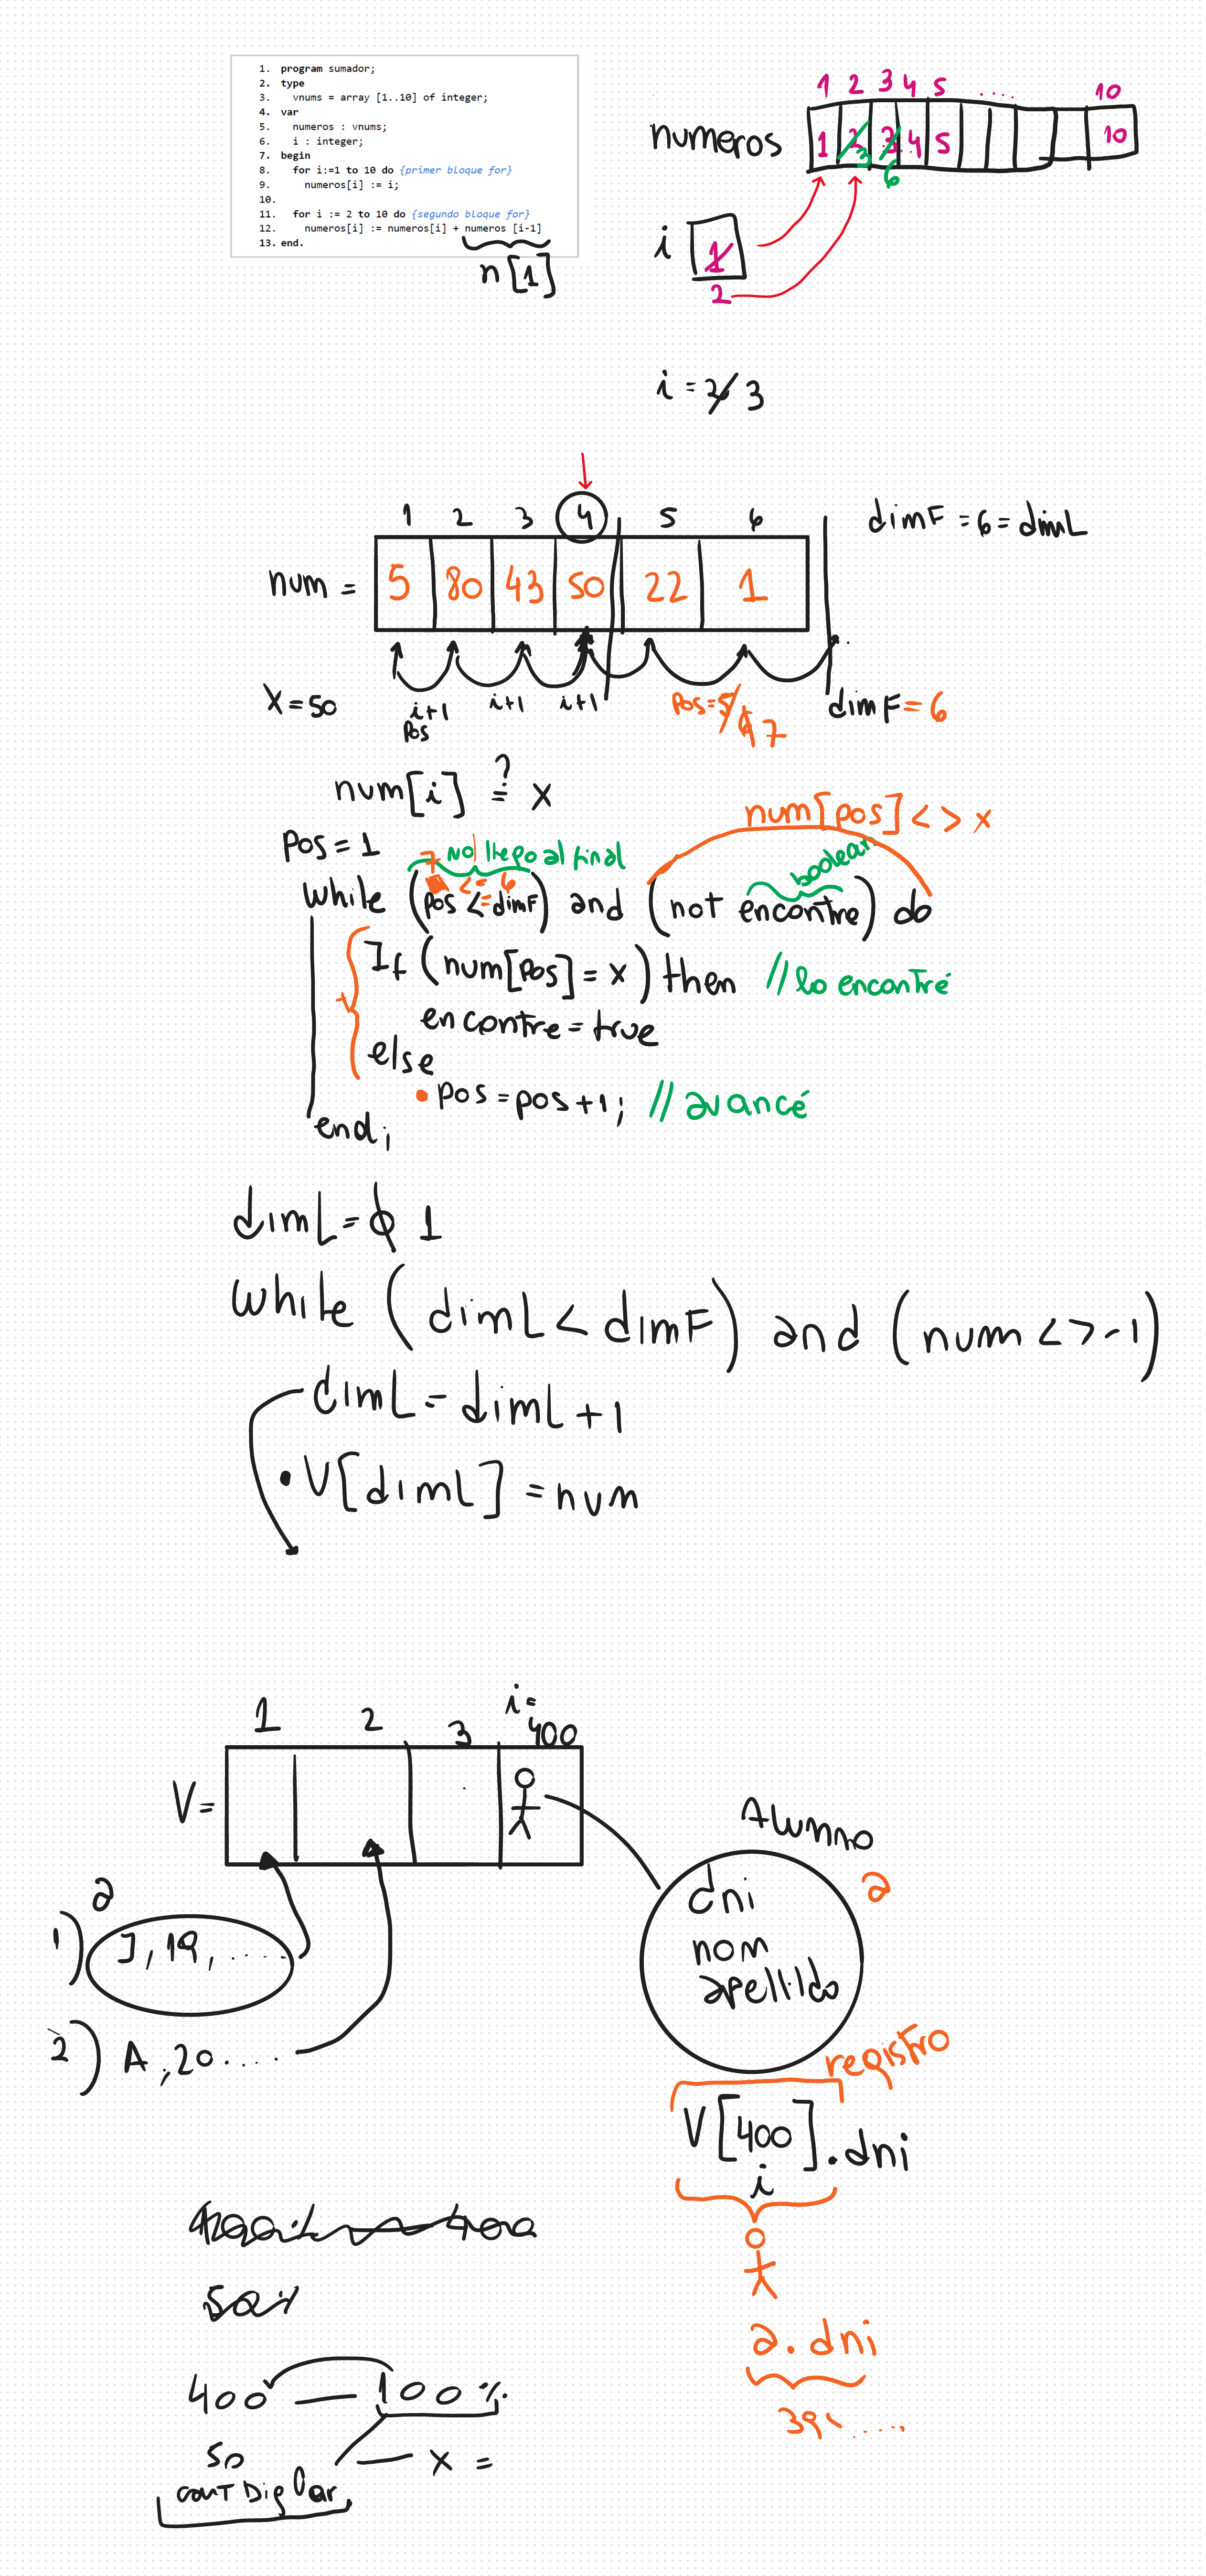 1. program sumador;
2. type
3. vnums = array [1..10] of integer;
4. var
5. numeros : vnums;
6. i : integer;
7. begin
8. for i:=1 to 10 do {primer bloque for}
9. numeros[i] := i;
10.
11. for i := 2 to 10 do {segundo bloque for}
12. numeros[i] := numeros[i] + numeros [i-1]
13. end.
n[1]
1 2 3 4 5 ..... 10
numeros 1 2 3 4 5 10
3 6
i 1
2
i = 2 3
1 2 3 4 5 6
dimF = 6 = dimL
num = 5 80 43 50 22 1
X = 50
i+1 i+1 i+1
Pos
Pos=5 6 7
dimF = 6
num[i] =? x
num[pos] < > x
Pos = 1
7 <= 6
no llego al final
boolean
while (pos <= dimF) and (not encontre) do
If (num[pos] = x) then // lo encontré
encontre = true
else
pos = pos + 1; // avancé
end;
dimL = 0 1
while (dimL < dimF) and (num < > -1)
dimL = dimL + 1
V[dimL] = num
1 2 3 i=400
V =
Alumno
a
dni
nom
apellido
a
1) J, 19, .....
2) A, 20 .....
registro
V[400].dni
i
a.dni
39.....
400
50
400 — 100 %
50 — x =
cantDigPar